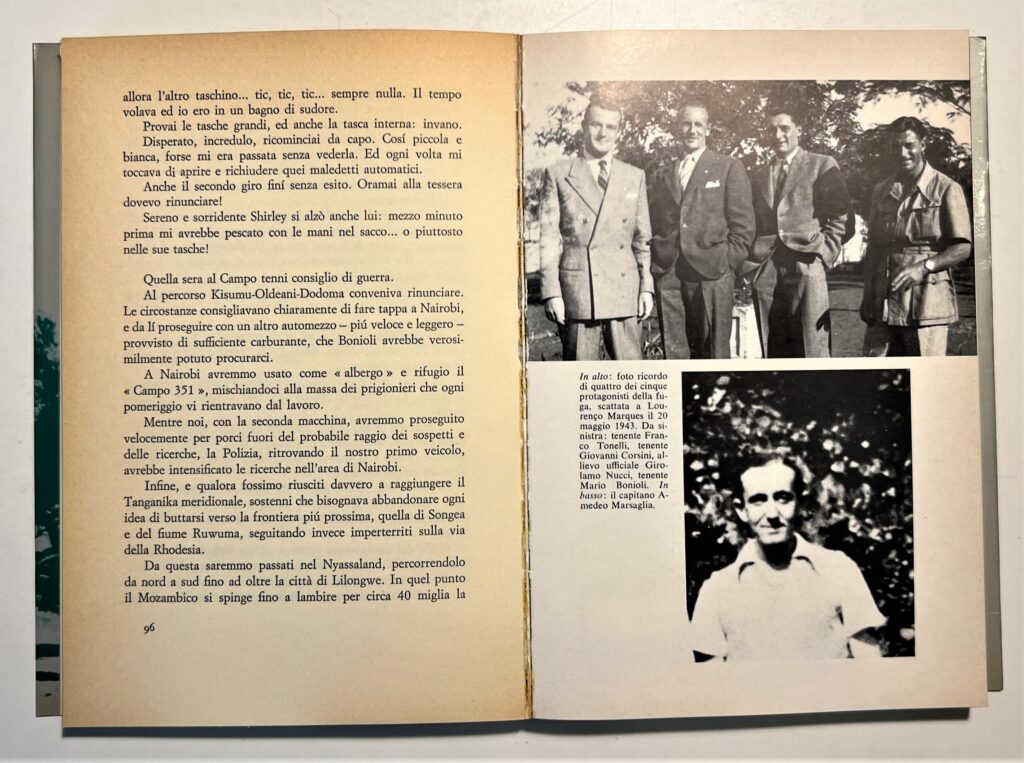 allora l'altro taschino... tic, tic, tic... sempre nulla. Il tempo
volava ed io ero in un bagno di sudore.
Provai le tasche grandi, ed anche la tasca interna: invano.
Disperato, incredulo, ricominciai da capo. Cosí piccola e
bianca, forse mi era passata senza vederla. Ed ogni volta mi
toccava di aprire e richiudere quei maledetti automatici.
Anche il secondo giro finí senza esito. Oramai alla tessera
dovevo rinunciare!
Sereno e sorridente Shirley si alzò anche lui: mezzo minuto
prima mi avrebbe pescato con le mani nel sacco... o piuttosto
nelle sue tasche!
Quella sera al Campo tenni consiglio di guerra.
Al percorso Kisumu-Oldeani-Dodoma conveniva rinunciare.
Le circostanze consigliavano chiaramente di fare tappa a Nairobi,
e da lí proseguire con un altro automezzo – piú veloce e leggero –
provvisto di sufficiente carburante, che Bonioli avrebbe verosi-
milmente potuto procurarci.
A Nairobi avremmo usato come « albergo » e rifugio il
« Campo 351 », mischiandoci alla massa dei prigionieri che ogni
pomeriggio vi rientravano dal lavoro.
Mentre noi, con la seconda macchina, avremmo proseguito
velocemente per porci fuori del probabile raggio dei sospetti e
delle ricerche, la Polizia, ritrovando il nostro primo veicolo,
avrebbe intensificato le ricerche nell'area di Nairobi.
Infine, e qualora fossimo riusciti davvero a raggiungere il
Tanganika meridionale, sostenni che bisognava abbandonare ogni
idea di buttarsi verso la frontiera piú prossima, quella di Songea
e del fiume Ruwuma, seguitando invece imperterriti sulla via
della Rhodesia.
Da questa saremmo passati nel Nyassaland, percorrendolo
da nord a sud fino ad oltre la città di Lilongwe. In quel punto
il Mozambico si spinge fino a lambire per circa 40 miglia la
96
In alto: foto ricordo
di quattro dei cinque
protagonisti della fu-
ga, scattata a Lou-
renço Marques il 20
maggio 1943. Da si-
nistra: tenente Fran-
co Tonelli, tenente
Giovanni Corsini, al-
lievo ufficiale Giro-
lamo Nucci, tenente
Mario Bonioli. In
basso: il capitano A-
medeo Marsaglia.